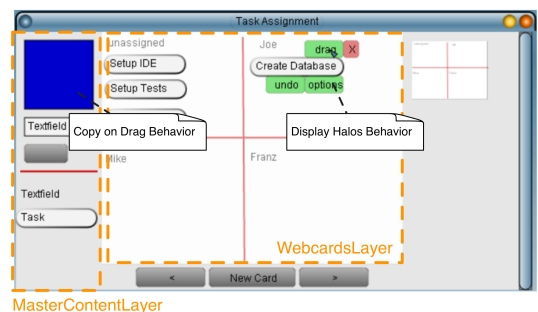 Task Assignment
unassigned
Joe
drag X
Setup IDE
Create Database
Setup Tests
undo options
Textfield
Copy on Drag Behavior
Display Halos Behavior
Mike
Franz
Textfield
Task
WebcardsLayer
< New Card >
MasterContentLayer